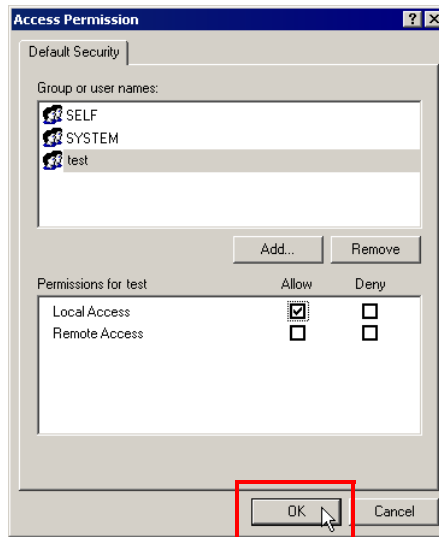 Access Permission
Default Security
Group or user names:
SELF
SYSTEM
test
Add... Remove
Permissions for test Allow Deny
Local Access
Remote Access
OK Cancel